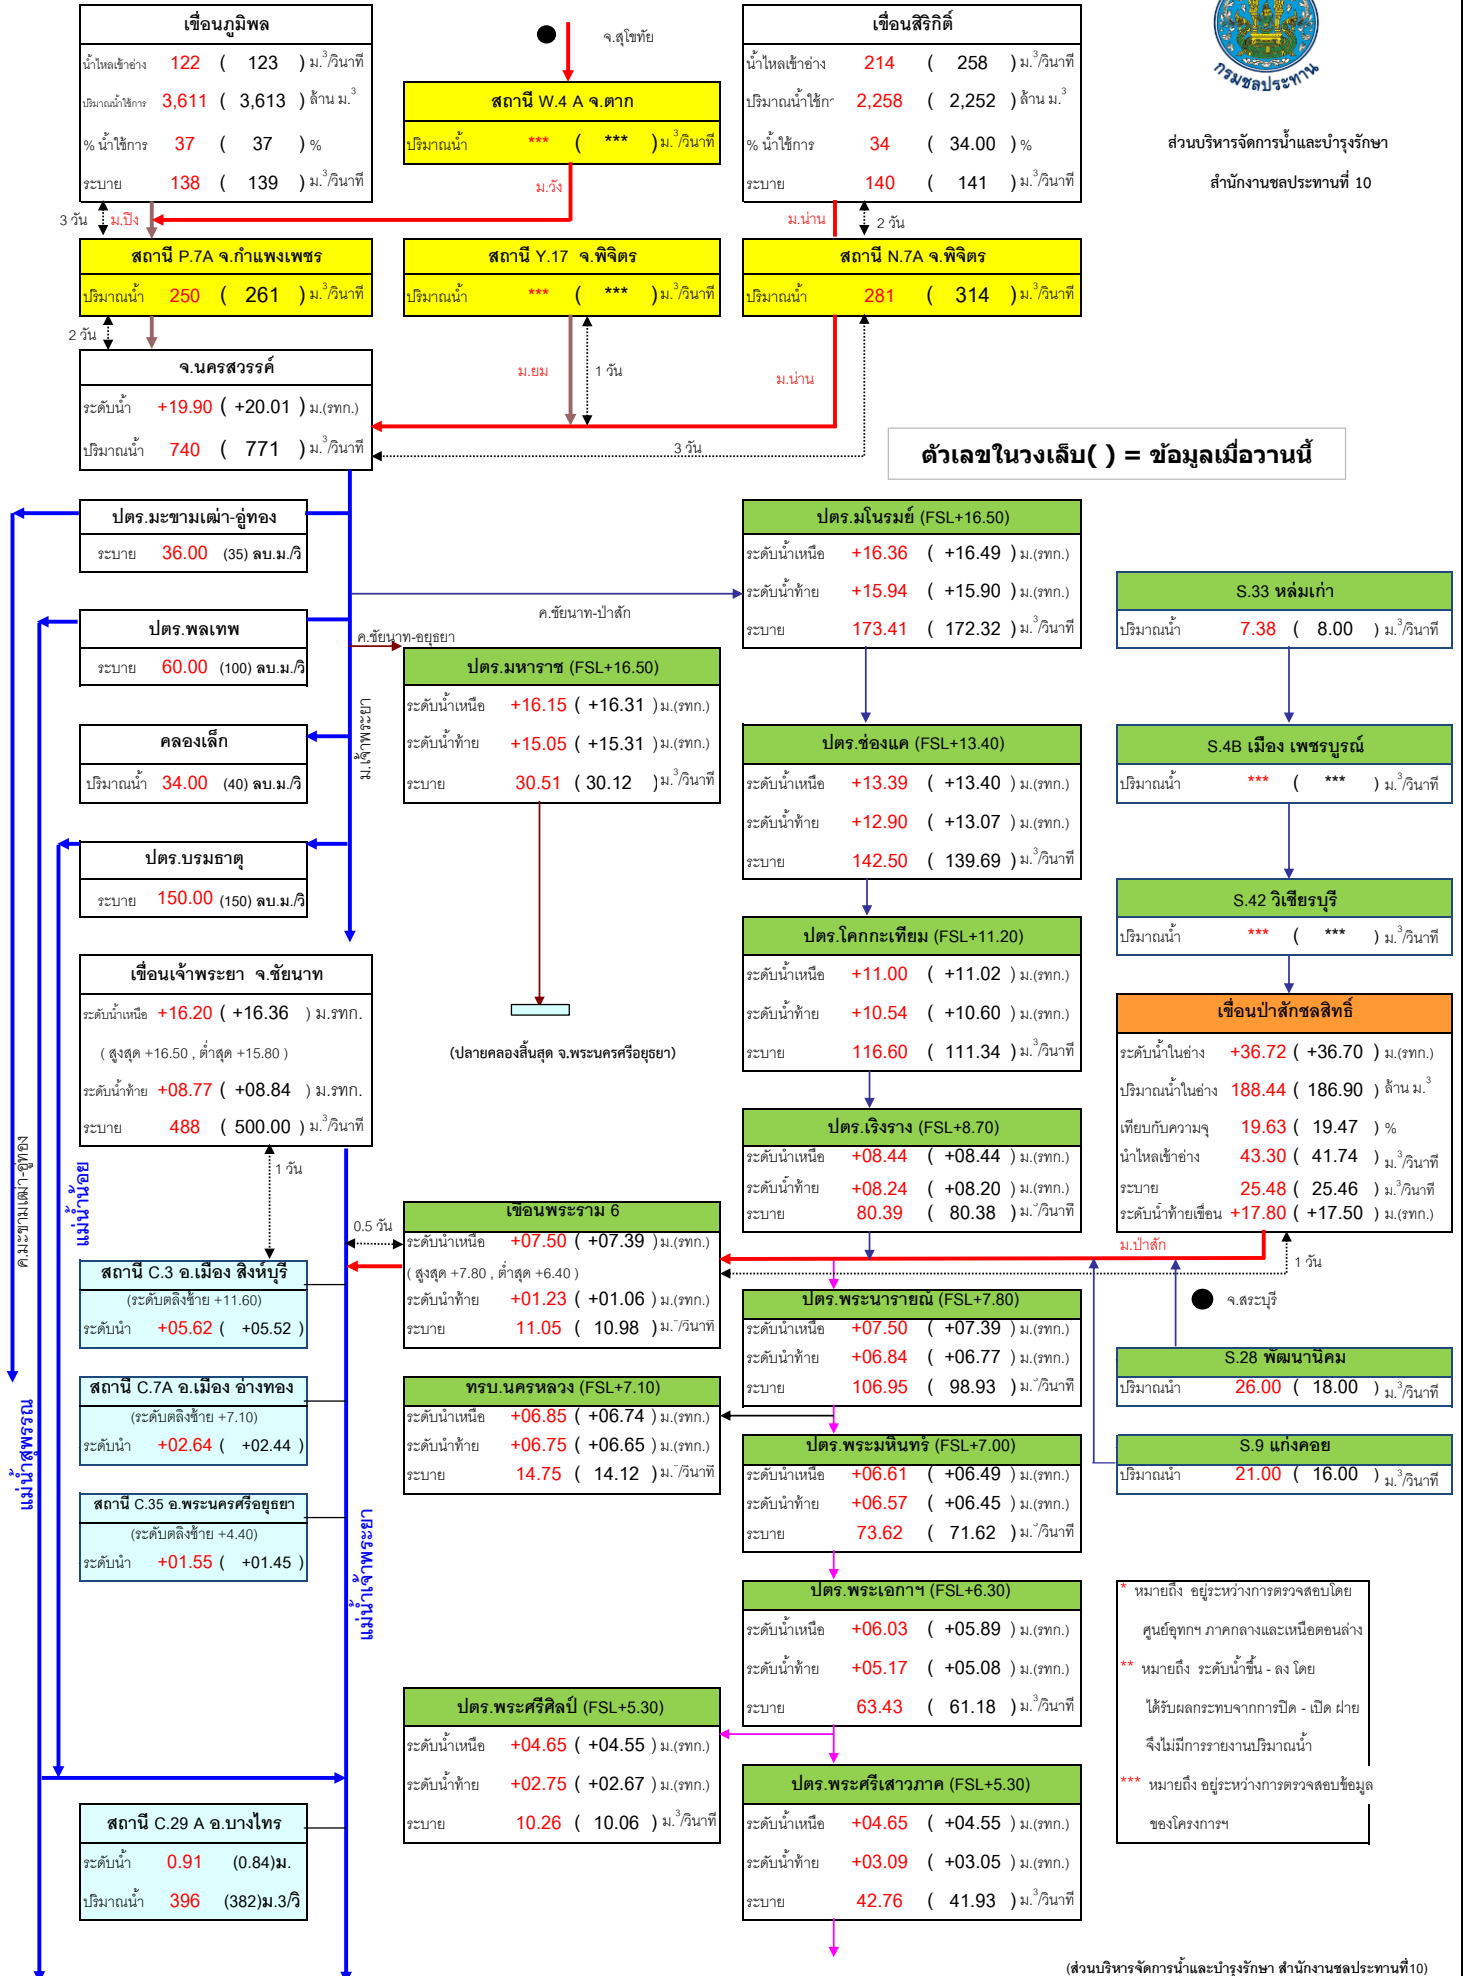 เขื่อนภูมิพล
น้ำไหลเข้าอ่าง 122 ( 123 ) ม.³/วินาที
ปริมาณน้ำใช้การ 3,611 ( 3,613 ) ล้าน ม.³
% น้ำใช้การ 37 ( 37 ) %
ระบาย 138 ( 139 ) ม.³/วินาที
จ.สุโขทัย
สถานี W.4 A จ.ตาก
ปริมาณน้ำ *** ( *** ) ม.³/วินาที
ม.วัง
เขื่อนสิริกิติ์
น้ำไหลเข้าอ่าง 214 ( 258 ) ม.³/วินาที
ปริมาณน้ำใช้กา 2,258 ( 2,252 ) ล้าน ม.³
% น้ำใช้การ 34 ( 34.00 ) %
ระบาย 140 ( 141 ) ม.³/วินาที
กรมชลประทาน
ส่วนบริหารจัดการน้ำและบำรุงรักษา
สำนักงานชลประทานที่ 10
3 วัน ม.ปิง
ม.น่าน 2 วัน
สถานี P.7A จ.กำแพงเพชร
ปริมาณน้ำ 250 ( 261 ) ม.³/วินาที
สถานี Y.17 จ.พิจิตร
ปริมาณน้ำ *** ( *** ) ม.³/วินาที
สถานี N.7A จ.พิจิตร
ปริมาณน้ำ 281 ( 314 ) ม.³/วินาที
2 วัน
ม.ยม 1 วัน
ม.น่าน
จ.นครสวรรค์
ระดับน้ำ +19.90 ( +20.01 ) ม.(รทก.)
ปริมาณน้ำ 740 ( 771 ) ม.³/วินาที
3 วัน
ตัวเลขในวงเล็บ( ) = ข้อมูลเมื่อวานนี้
ปตร.มะขามเฒ่า-อู่ทอง
ระบาย 36.00 (35) ลบ.ม./วิ
ปตร.พลเทพ
ระบาย 60.00 (100) ลบ.ม./วิ
คลองเล็ก
ปริมาณน้ำ 34.00 (40) ลบ.ม./วิ
ปตร.บรมธาตุ
ระบาย 150.00 (150) ลบ.ม./วิ
ม.เจ้าพระยา
ค.ชัยนาท-ป่าสัก
ค.ชัยนาท-อยุธยา
ปตร.มหาราช (FSL+16.50)
ระดับน้ำเหนือ +16.15 ( +16.31 ) ม.(รทก.)
ระดับน้ำท้าย +15.05 ( +15.31 ) ม.(รทก.)
ระบาย 30.51 ( 30.12 ) ม.³/วินาที
(ปลายคลองสิ้นสุด จ.พระนครศรีอยุธยา)
ปตร.มโนรมย์ (FSL+16.50)
ระดับน้ำเหนือ +16.36 ( +16.49 ) ม.(รทก.)
ระดับน้ำท้าย +15.94 ( +15.90 ) ม.(รทก.)
ระบาย 173.41 ( 172.32 ) ม.³/วินาที
ปตร.ช่องแค (FSL+13.40)
ระดับน้ำเหนือ +13.39 ( +13.40 ) ม.(รทก.)
ระดับน้ำท้าย +12.90 ( +13.07 ) ม.(รทก.)
ระบาย 142.50 ( 139.69 ) ม.³/วินาที
ปตร.โคกกะเทียม (FSL+11.20)
ระดับน้ำเหนือ +11.00 ( +11.02 ) ม.(รทก.)
ระดับน้ำท้าย +10.54 ( +10.60 ) ม.(รทก.)
ระบาย 116.60 ( 111.34 ) ม.³/วินาที
ปตร.เริงราง (FSL+8.70)
ระดับน้ำเหนือ +08.44 ( +08.44 ) ม.(รทก.)
ระดับน้ำท้าย +08.24 ( +08.20 ) ม.(รทก.)
ระบาย 80.39 ( 80.38 ) ม.³/วินาที
S.33 หล่มเก่า
ปริมาณน้ำ 7.38 ( 8.00 ) ม.³/วินาที
S.4B เมือง เพชรบูรณ์
ปริมาณน้ำ *** ( *** ) ม.³/วินาที
S.42 วิเชียรบุรี
ปริมาณน้ำ *** ( *** ) ม.³/วินาที
เขื่อนป่าสักชลสิทธิ์
ระดับน้ำในอ่าง +36.72 ( +36.70 ) ม.(รทก.)
ปริมาณน้ำในอ่าง 188.44 ( 186.90 ) ล้าน ม.³
เทียบกับความจุ 19.63 ( 19.47 ) %
น้ำไหลเข้าอ่าง 43.30 ( 41.74 ) ม.³/วินาที
ระบาย 25.48 ( 25.46 ) ม.³/วินาที
ระดับน้ำท้ายเขื่อน +17.80 ( +17.50 ) ม.(รทก.)
ม.ป่าสัก
1 วัน
จ.สระบุรี
เขื่อนเจ้าพระยา จ.ชัยนาท
ระดับน้ำเหนือ +16.20 ( +16.36 ) ม.รทก.
( สูงสุด +16.50 , ต่ำสุด +15.80 )
ระดับน้ำท้าย +08.77 ( +08.84 ) ม.รทก.
ระบาย 488 ( 500.00 ) ม.³/วินาที
1 วัน
ค.มะขามเฒ่า-อู่ทอง
แม่น้ำน้อย
แม่น้ำสุพรรณ
แม่น้ำเจ้าพระยา
0.5 วัน
เขื่อนพระราม 6
ระดับน้ำเหนือ +07.50 ( +07.39 ) ม.(รทก.)
( สูงสุด +7.80 , ต่ำสุด +6.40 )
ระดับน้ำท้าย +01.23 ( +01.06 ) ม.(รทก.)
ระบาย 11.05 ( 10.98 ) ม.³/วินาที
สถานี C.3 อ.เมือง สิงห์บุรี
(ระดับตลิ่งซ้าย +11.60)
ระดับน้ำ +05.62 ( +05.52 )
สถานี C.7A อ.เมือง อ่างทอง
(ระดับตลิ่งซ้าย +7.10)
ระดับน้ำ +02.64 ( +02.44 )
สถานี C.35 อ.พระนครศรีอยุธยา
(ระดับตลิ่งซ้าย +4.40)
ระดับน้ำ +01.55 ( +01.45 )
ทรบ.นครหลวง (FSL+7.10)
ระดับน้ำเหนือ +06.85 ( +06.74 ) ม.(รทก.)
ระดับน้ำท้าย +06.75 ( +06.65 ) ม.(รทก.)
ระบาย 14.75 ( 14.12 ) ม.³/วินาที
ปตร.พระนารายณ์ (FSL+7.80)
ระดับน้ำเหนือ +07.50 ( +07.39 ) ม.(รทก.)
ระดับน้ำท้าย +06.84 ( +06.77 ) ม.(รทก.)
ระบาย 106.95 ( 98.93 ) ม.³/วินาที
ปตร.พระมหินทร์ (FSL+7.00)
ระดับน้ำเหนือ +06.61 ( +06.49 ) ม.(รทก.)
ระดับน้ำท้าย +06.57 ( +06.45 ) ม.(รทก.)
ระบาย 73.62 ( 71.62 ) ม.³/วินาที
S.28 พัฒนานิคม
ปริมาณน้ำ 26.00 ( 18.00 ) ม.³/วินาที
S.9 แก่งคอย
ปริมาณน้ำ 21.00 ( 16.00 ) ม.³/วินาที
ปตร.พระเอกาฯ (FSL+6.30)
ระดับน้ำเหนือ +06.03 ( +05.89 ) ม.(รทก.)
ระดับน้ำท้าย +05.17 ( +05.08 ) ม.(รทก.)
ระบาย 63.43 ( 61.18 ) ม.³/วินาที
ปตร.พระศรีศิลป์ (FSL+5.30)
ระดับน้ำเหนือ +04.65 ( +04.55 ) ม.(รทก.)
ระดับน้ำท้าย +02.75 ( +02.67 ) ม.(รทก.)
ระบาย 10.26 ( 10.06 ) ม.³/วินาที
ปตร.พระศรีเสาวภาค (FSL+5.30)
ระดับน้ำเหนือ +04.65 ( +04.55 ) ม.(รทก.)
ระดับน้ำท้าย +03.09 ( +03.05 ) ม.(รทก.)
ระบาย 42.76 ( 41.93 ) ม.³/วินาที
* หมายถึง อยู่ระหว่างการตรวจสอบโดย
ศูนย์อุทกฯ ภาคกลางและเหนือตอนล่าง
** หมายถึง ระดับน้ำขึ้น - ลง โดย
ได้รับผลกระทบจากการปิด - เปิด ฝาย
จึงไม่มีการรายงานปริมาณน้ำ
*** หมายถึง อยู่ระหว่างการตรวจสอบข้อมูล
ของโครงการฯ
สถานี C.29 A อ.บางไทร
ระดับน้ำ 0.91 (0.84)ม.
ปริมาณน้ำ 396 (382)ม.3/วิ
(ส่วนบริหารจัดการน้ำและบำรุงรักษา สำนักงานชลประทานที่10)